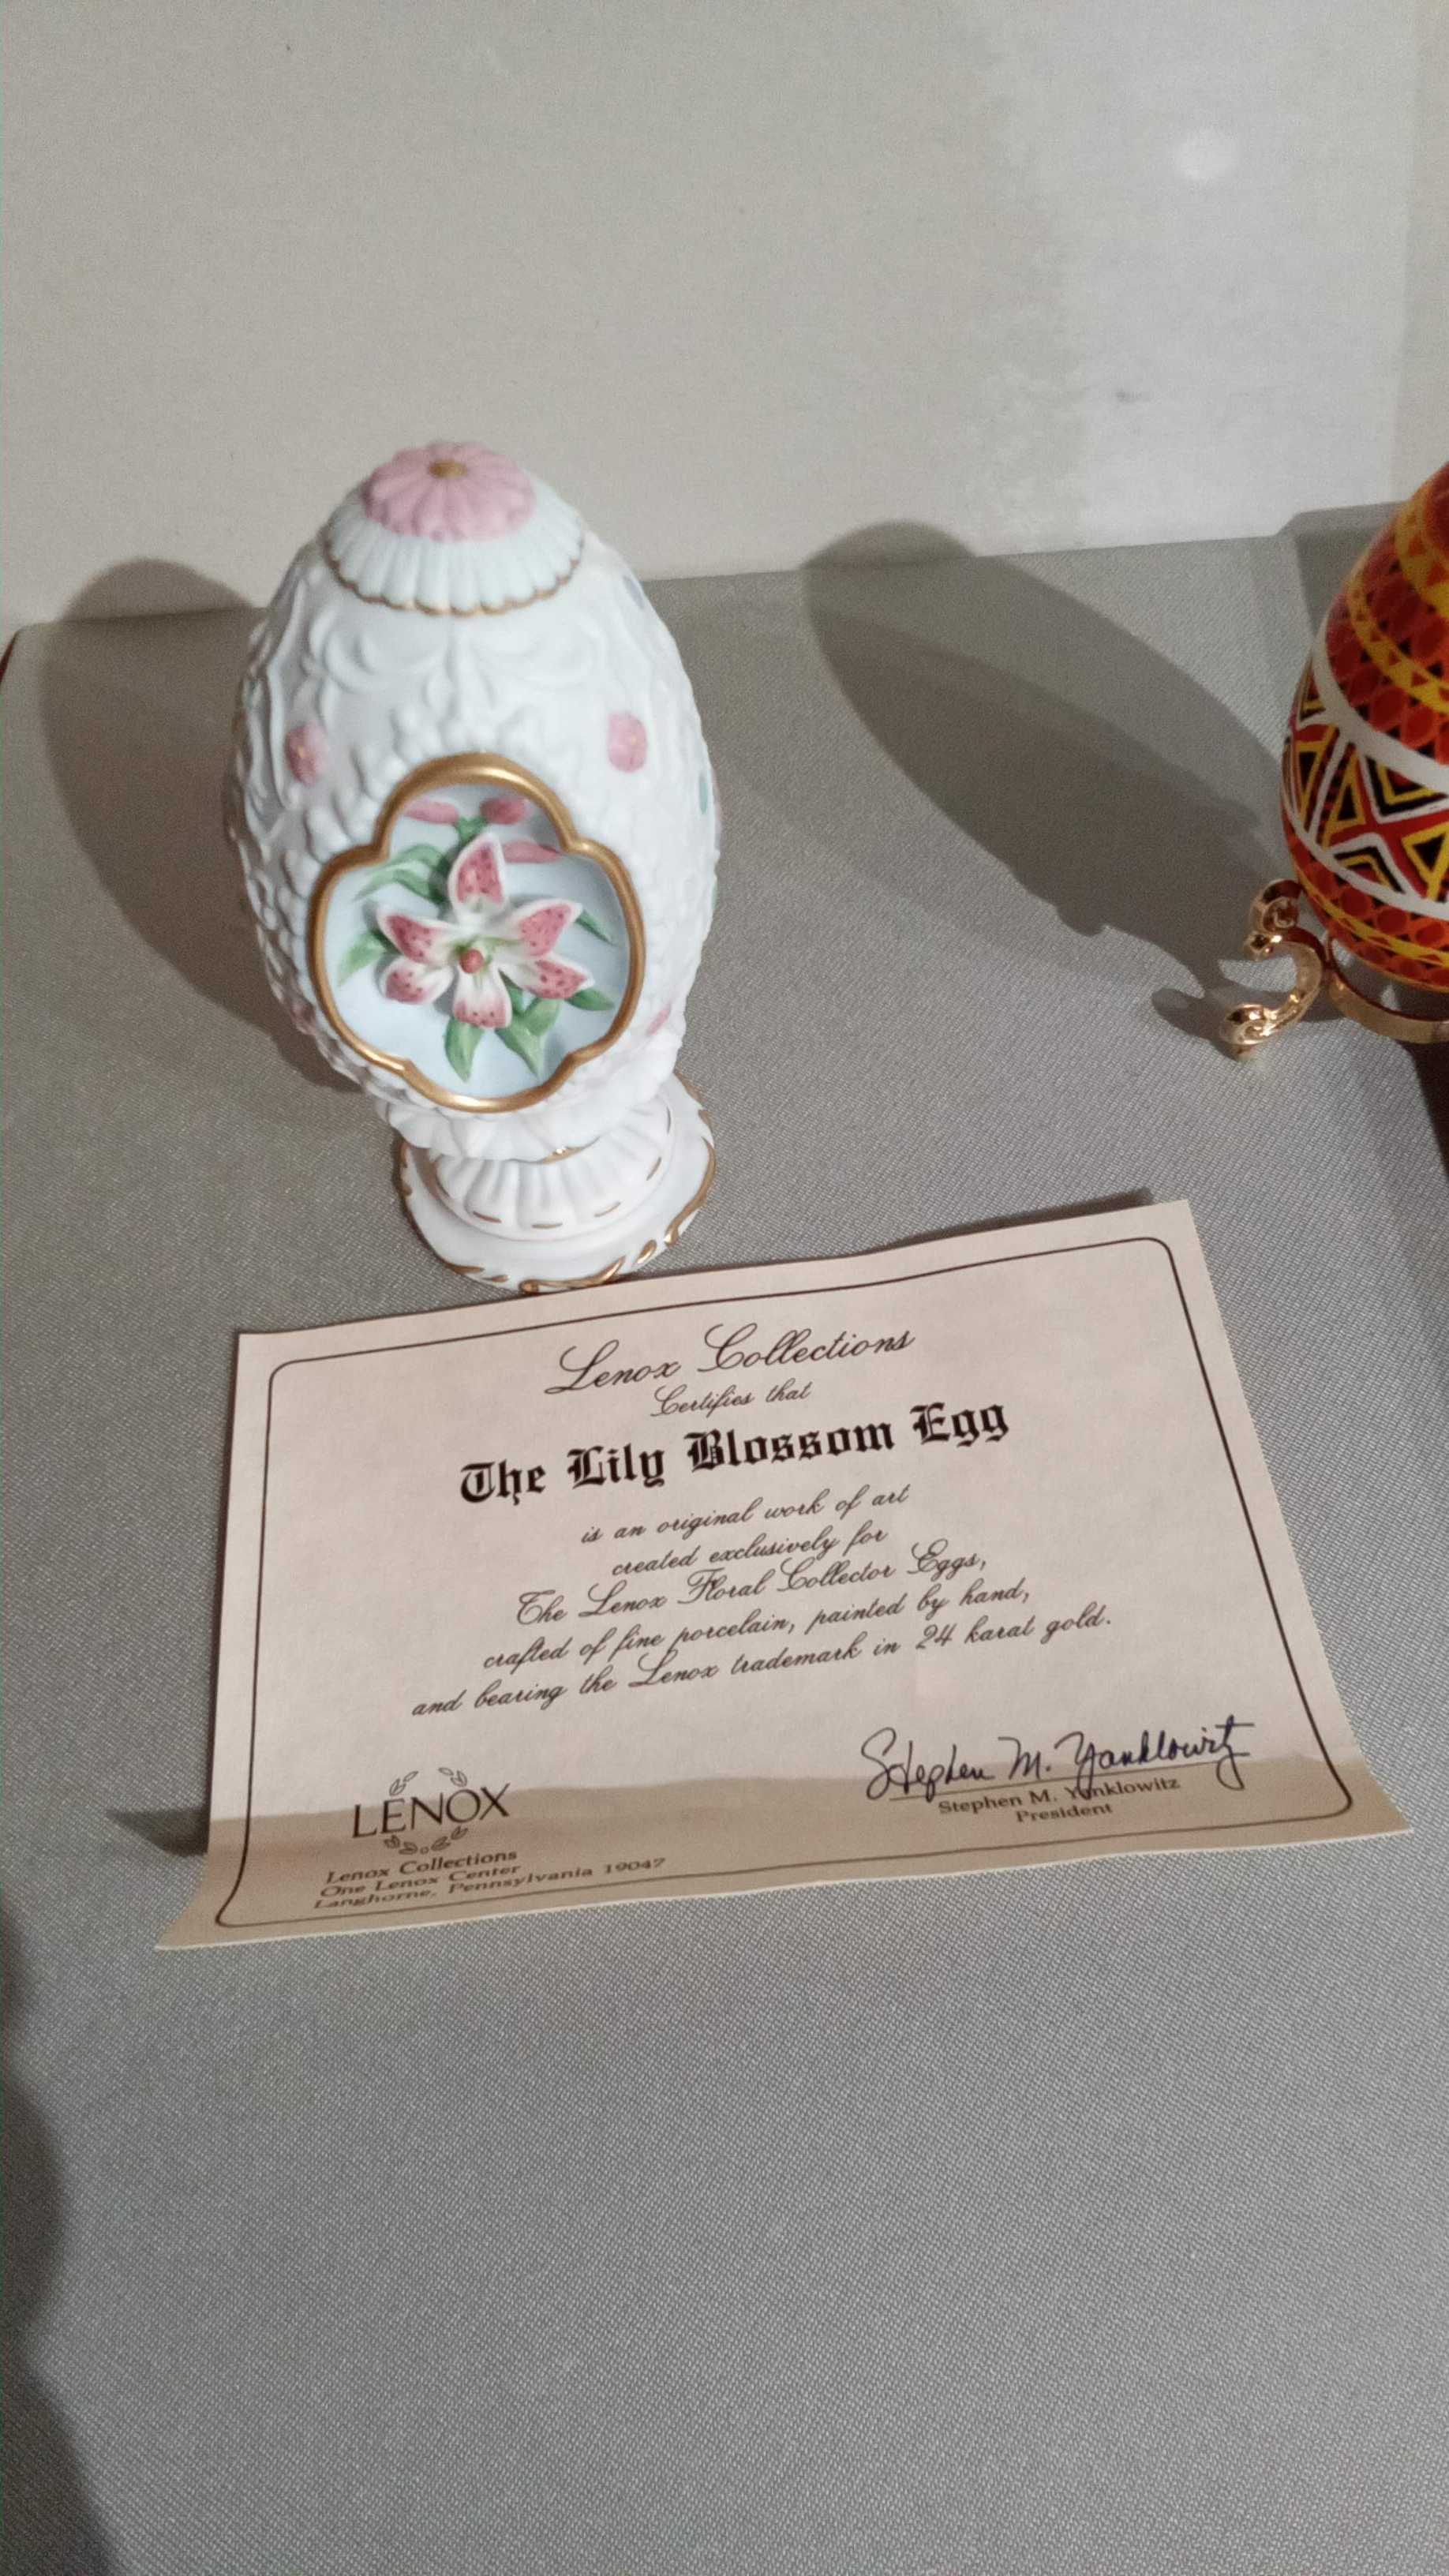 Lenox Collections
Certifies that
The Lily Blossom Egg
is an original work of art
created exclusively for
The Lenox Floral Collector Eggs,
crafted of fine porcelain, painted by hand,
and bearing the Lenox trademark in 24 karat gold.
Stephen M. Yanklowitz
Stephen M. Yanklowitz
President
LENOX
Lenox Collections
One Lenox Center
Langhorne, Pennsylvania 19047